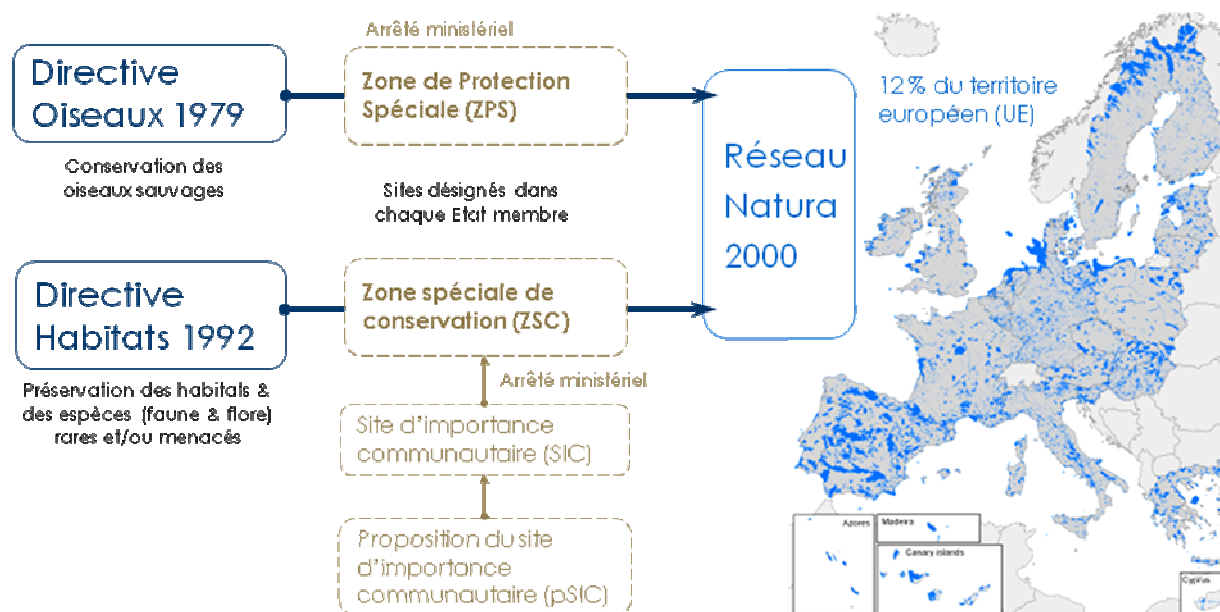 Arrêté ministériel
Directive
Oiseaux 1979
Zone de Protection
Spéciale (ZPS)
Conservation des
oiseaux sauvages
Sites désignés dans
chaque Etat membre
Réseau
Natura
2000
12% du territoire
européen (UE)
Directive
Habitats 1992
Zone spéciale de
conservation (ZSC)
Préservation des habitats &
des espèces (faune & flore)
rares et/ou menacés
Arrêté ministériel
Site d'importance
communautaire (SIC)
Proposition du site
d'importance
communautaire (pSIC)
Azores
Madeira
Canary islands
Cyprus